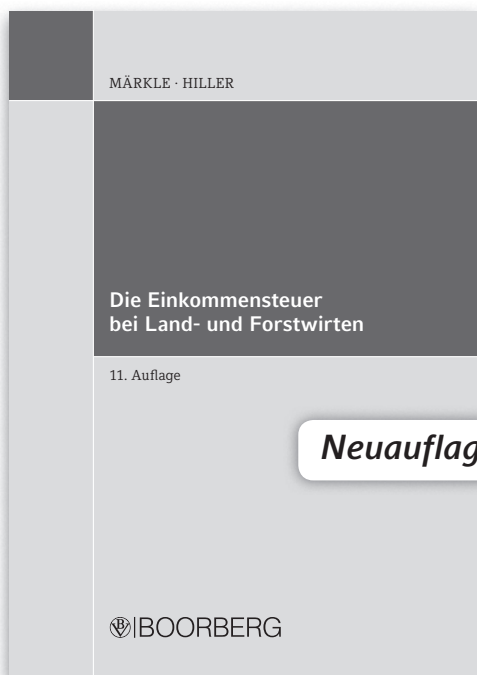 MÄRKLE · HILLER
Die Einkommensteuer
bei Land- und Forstwirten
11. Auflage
Neuauflag
BOORBERG